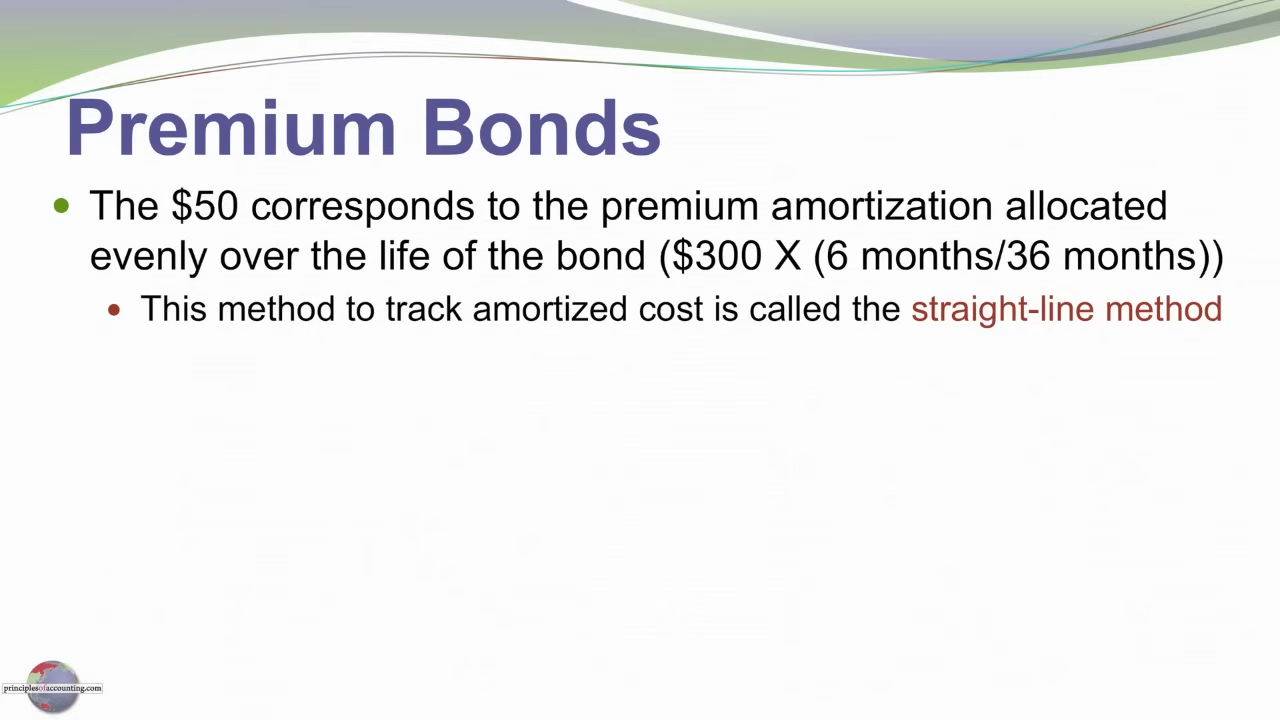 Premium Bonds
• The $50 corresponds to the premium amortization allocated
evenly over the life of the bond ($300 X (6 months/36 months))
• This method to track amortized cost is called the straight-line method
principlesofaccounting.com